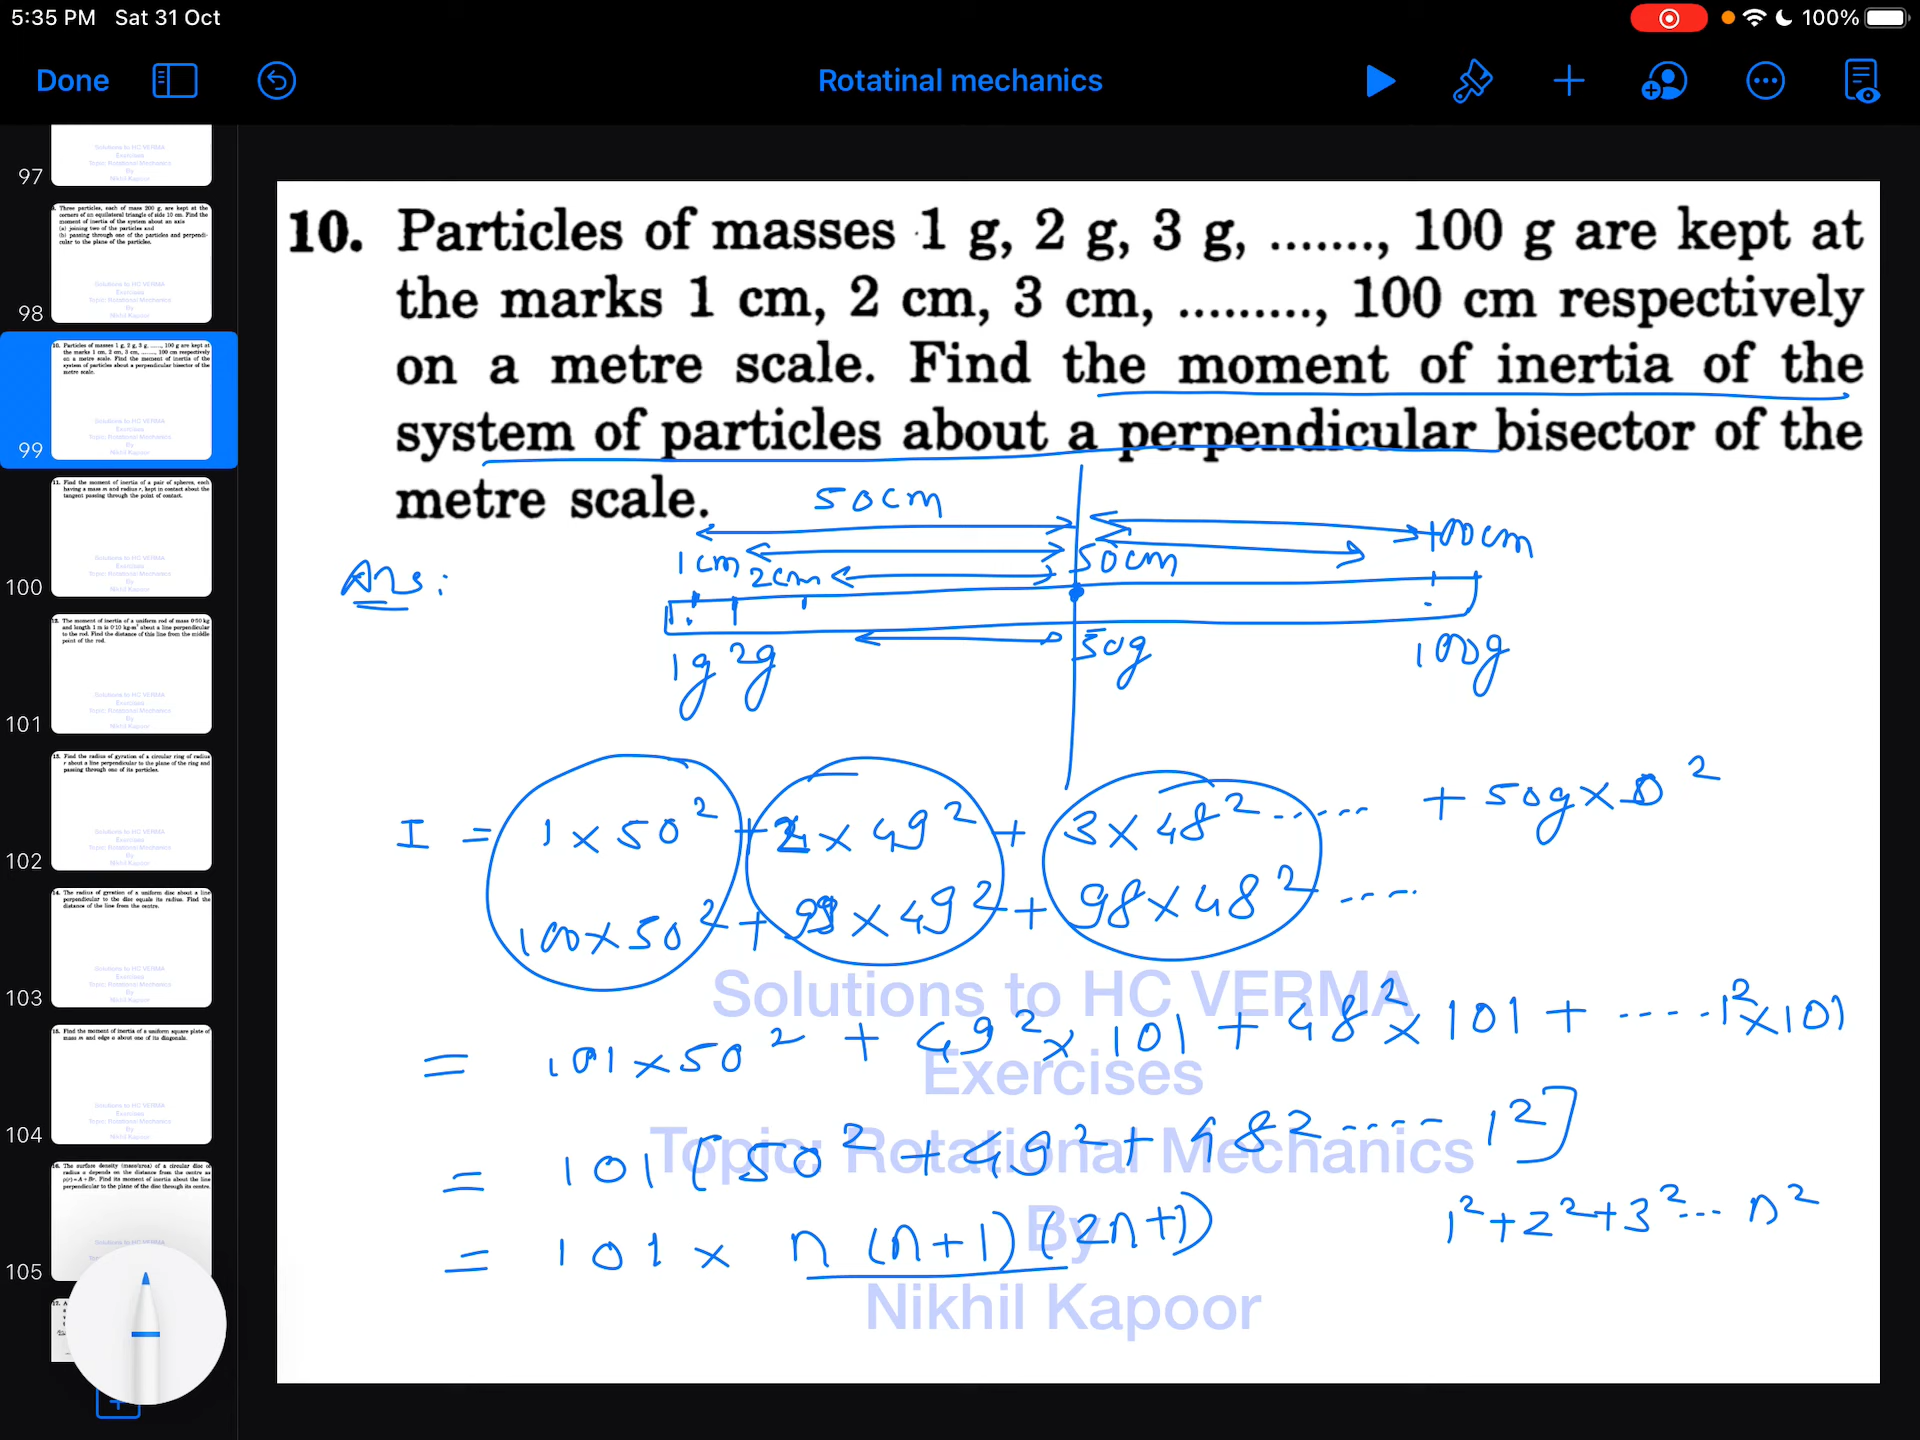 5:35 PM Sat 31 Oct
100%
Done
Rotatinal mechanics
97
98
99
100
101
102
103
104
105
10. Particles of masses 1 g, 2 g, 3 g, ......., 100 g are kept at
the marks 1 cm, 2 cm, 3 cm, ........., 100 cm respectively
on a metre scale. Find the moment of inertia of the
system of particles about a perpendicular bisector of the
metre scale.
50cm
100cm
1cm 2cm 50cm
Ans:
1g 2g 50g 100g
I = 1 × 50² + 2 × 49² + 3 × 48² ..... + 50g × 0²
100 × 50² + 99 × 49² + 98 × 48² ....
= 101 × 50² + 49² × 101 + 48² × 101 + ..... 1² × 101
= 101 [50² + 49² + 48² ---- 1²]
= 101 × n (n+1) (2n+1)
1² + 2² + 3² ... n²
Solutions to HC VERMA
Exercises
Topic: Rotational Mechanics
By
Nikhil Kapoor